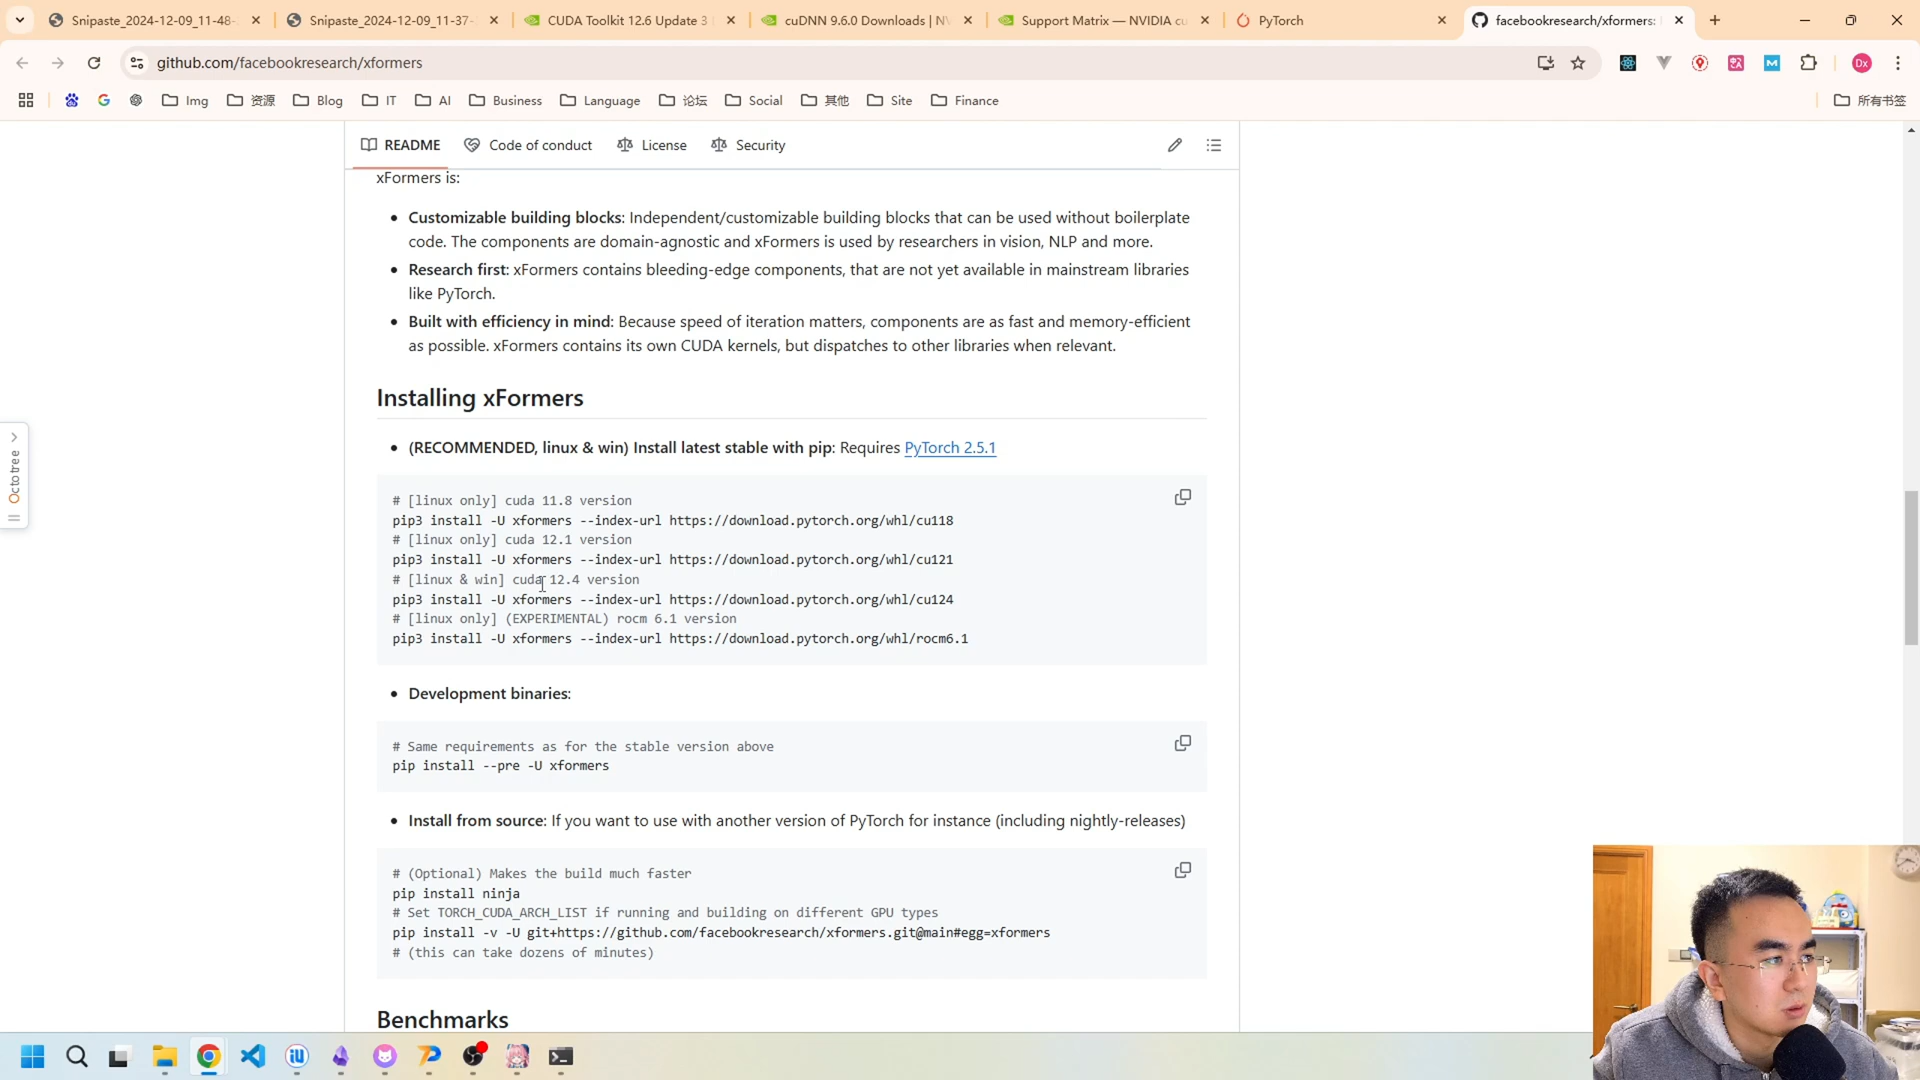 Snipaste_2024-12-09_11-48-
Snipaste_2024-12-09_11-37-
CUDA Toolkit 12.6 Update 3
cuDNN 9.6.0 Downloads | NV
Support Matrix — NVIDIA cu
PyTorch
facebookresearch/xformers:
github.com/facebookresearch/xformers
Dx
Img
资源
Blog
IT
AI
Business
Language
论坛
Social
其他
Site
Finance
所有书签
README
Code of conduct
License
Security
xFormers is:
• Customizable building blocks: Independent/customizable building blocks that can be used without boilerplate
code. The components are domain-agnostic and xFormers is used by researchers in vision, NLP and more.
• Research first: xFormers contains bleeding-edge components, that are not yet available in mainstream libraries
like PyTorch.
• Built with efficiency in mind: Because speed of iteration matters, components are as fast and memory-efficient
as possible. xFormers contains its own CUDA kernels, but dispatches to other libraries when relevant.
Octotree
Installing xFormers
• (RECOMMENDED, linux & win) Install latest stable with pip: Requires PyTorch 2.5.1
# [linux only] cuda 11.8 version
pip3 install -U xformers --index-url https://download.pytorch.org/whl/cu118
# [linux only] cuda 12.1 version
pip3 install -U xformers --index-url https://download.pytorch.org/whl/cu121
# [linux & win] cuda 12.4 version
pip3 install -U xformers --index-url https://download.pytorch.org/whl/cu124
# [linux only] (EXPERIMENTAL) rocm 6.1 version
pip3 install -U xformers --index-url https://download.pytorch.org/whl/rocm6.1
• Development binaries:
# Same requirements as for the stable version above
pip install --pre -U xformers
• Install from source: If you want to use with another version of PyTorch for instance (including nightly-releases)
# (Optional) Makes the build much faster
pip install ninja
# Set TORCH_CUDA_ARCH_LIST if running and building on different GPU types
pip install -v -U git+https://github.com/facebookresearch/xformers.git@main#egg=xformers
# (this can take dozens of minutes)
Benchmarks